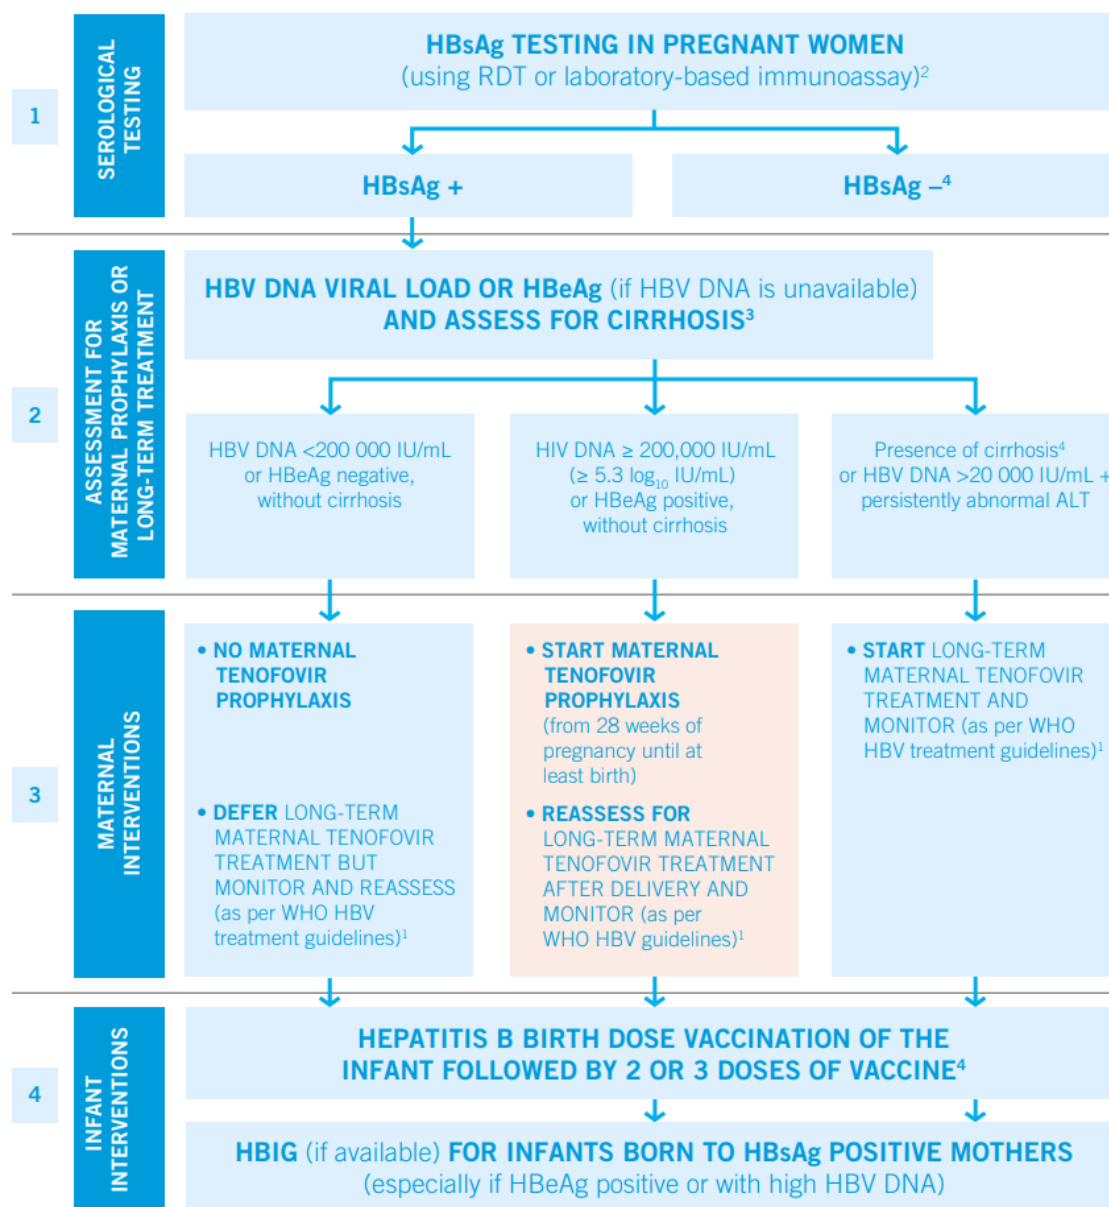 HBsAg TESTING IN PREGNANT WOMEN
(using RDT or laboratory-based immunoassay)²
1
SEROLOGICAL
TESTING
HBsAg +
HBsAg –⁴
2
ASSESSMENT FOR
MATERNAL PROPHYLAXIS OR
LONG-TERM TREATMENT
HBV DNA VIRAL LOAD OR HBeAg (if HBV DNA is unavailable)
AND ASSESS FOR CIRRHOSIS³
HBV DNA <200 000 IU/mL
or HBeAg negative,
without cirrhosis
HIV DNA ≥ 200,000 IU/mL
(≥ 5.3 log₁₀ IU/mL)
or HBeAg positive,
without cirrhosis
Presence of cirrhosis⁴
or HBV DNA >20 000 IU/mL +
persistently abnormal ALT
3
MATERNAL
INTERVENTIONS
• NO MATERNAL
TENOFOVIR
PROPHYLAXIS
• DEFER LONG-TERM
MATERNAL TENOFOVIR
TREATMENT BUT
MONITOR AND REASSESS
(as per WHO HBV
treatment guidelines)¹
• START MATERNAL
TENOFOVIR
PROPHYLAXIS
(from 28 weeks of
pregnancy until at
least birth)
• REASSESS FOR
LONG-TERM MATERNAL
TENOFOVIR TREATMENT
AFTER DELIVERY AND
MONITOR (as per
WHO HBV guidelines)¹
• START LONG-TERM
MATERNAL TENOFOVIR
TREATMENT AND
MONITOR (as per WHO
HBV treatment guidelines)¹
4
INFANT
INTERVENTIONS
HEPATITIS B BIRTH DOSE VACCINATION OF THE
INFANT FOLLOWED BY 2 OR 3 DOSES OF VACCINE⁴
HBIG (if available) FOR INFANTS BORN TO HBsAg POSITIVE MOTHERS
(especially if HBeAg positive or with high HBV DNA)